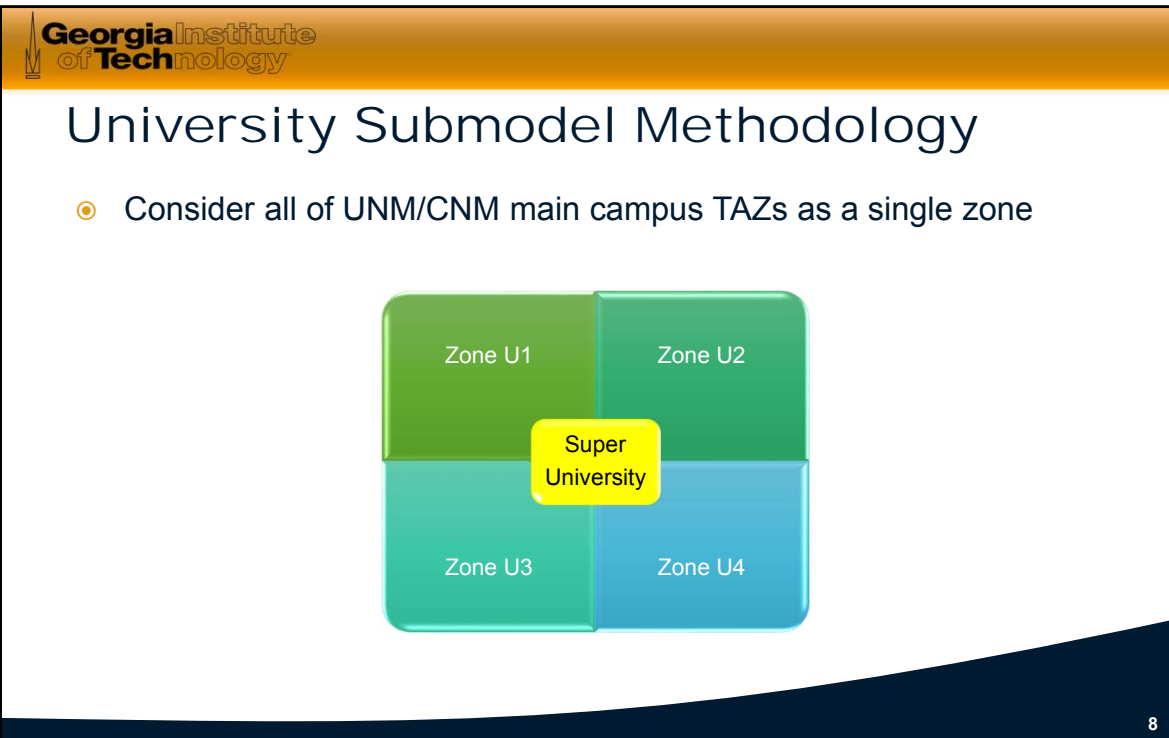 Georgia Institute
of Technology
University Submodel Methodology
Consider all of UNM/CNM main campus TAZs as a single zone
Zone U1
Zone U2
Super
University
Zone U3
Zone U4
8